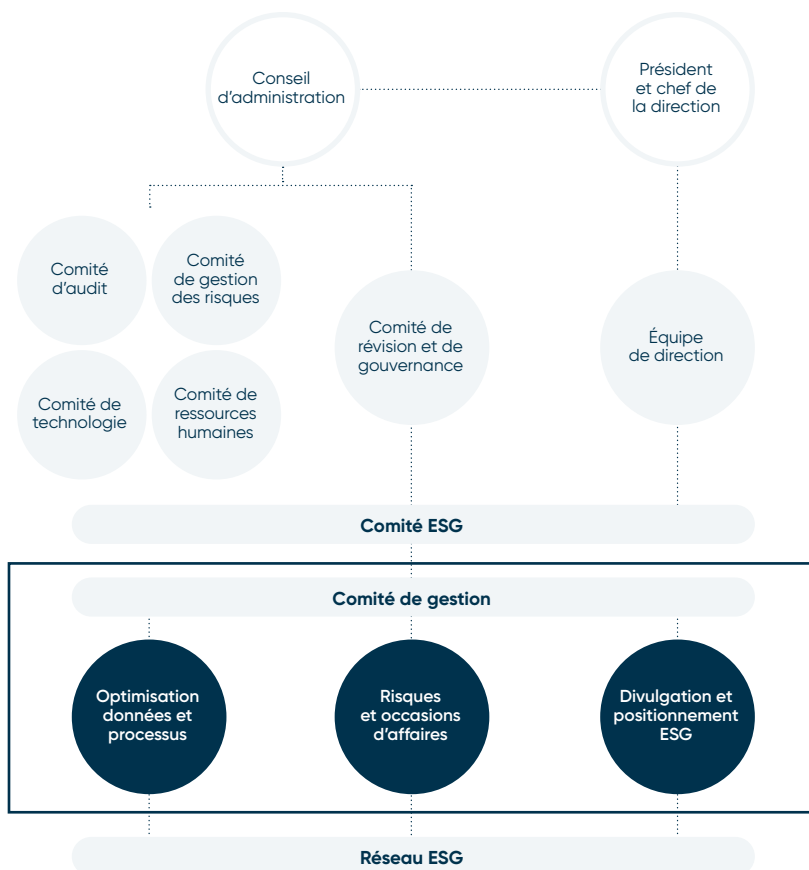 Conseil
d'administration
Président
et chef de
la direction
Comité
d'audit
Comité
de gestion
des risques
Comité de
technologie
Comité de
ressources
humaines
Comité de
révision et de
gouvernance
Équipe
de direction
Comité ESG
Comité de gestion
Optimisation
données et
processus
Risques
et occasions
d'affaires
Divulgation et
positionnement
ESG
Réseau ESG